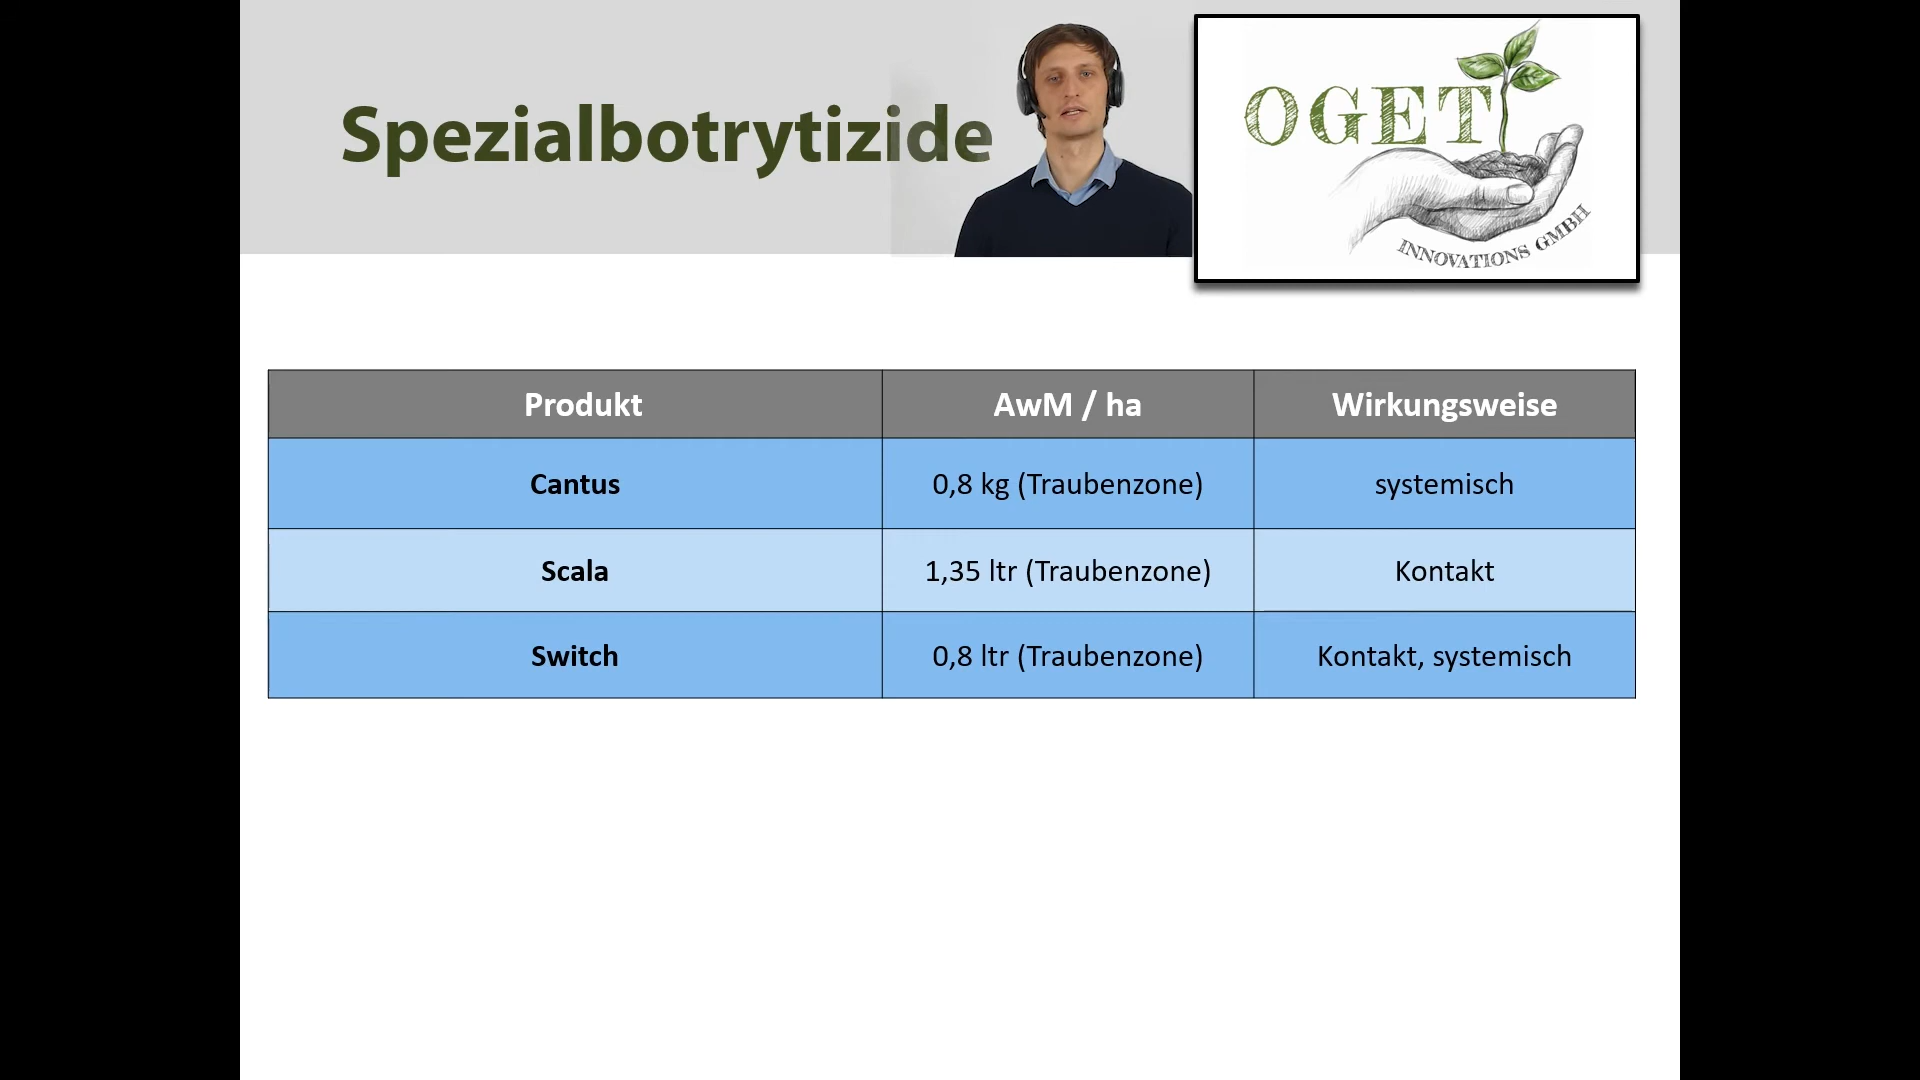 Spezialbotrytizide
OGET
INNOVATIONS GMBH
Produkt AwM / ha Wirkungsweise
Cantus 0,8 kg (Traubenzone) systemisch
Scala 1,35 ltr (Traubenzone) Kontakt
Switch 0,8 ltr (Traubenzone) Kontakt, systemisch